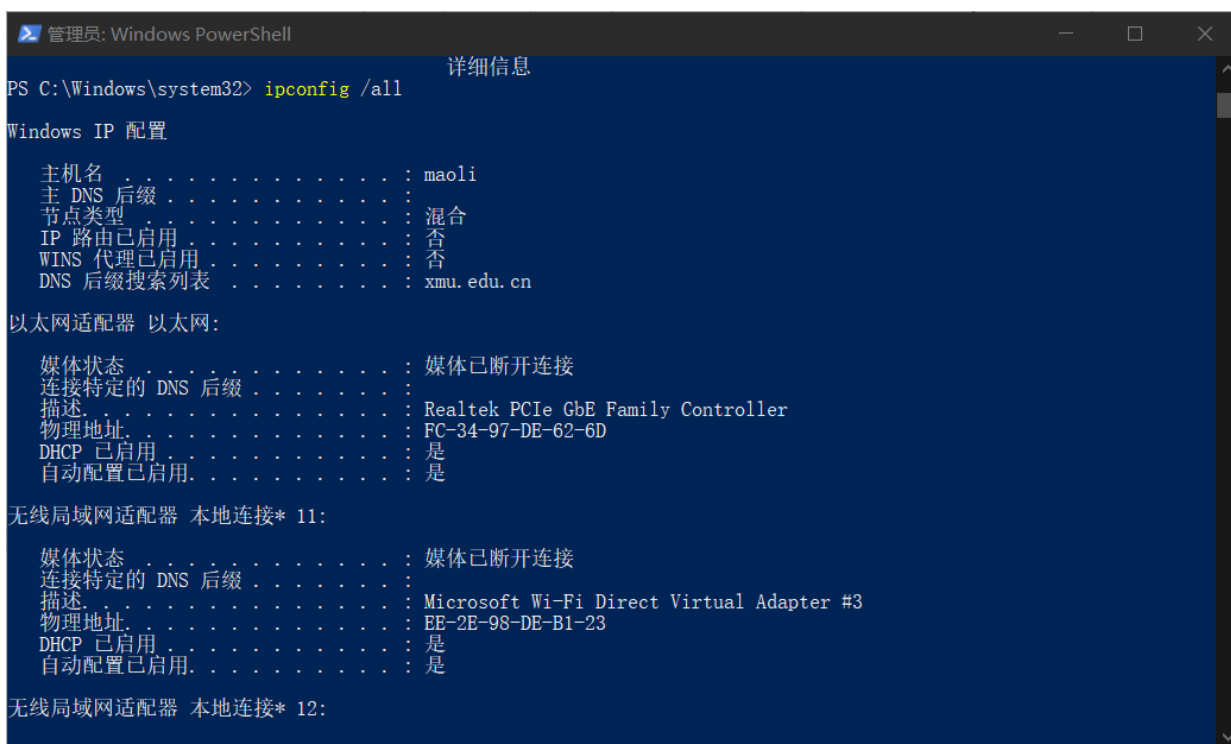 管理员: Windows PowerShell
详细信息
PS C:\Windows\system32> ipconfig /all
Windows IP 配置
主机名 . . . . . . . . . . . . . : maoli
主 DNS 后缀 . . . . . . . . . . . :
节点类型 . . . . . . . . . . . . : 混合
IP 路由已启用 . . . . . . . . . . : 否
WINS 代理已启用 . . . . . . . . . : 否
DNS 后缀搜索列表 . . . . . . . . : xmu.edu.cn
以太网适配器 以太网:
媒体状态 . . . . . . . . . . . . : 媒体已断开连接
连接特定的 DNS 后缀 . . . . . . . :
描述. . . . . . . . . . . . . . . : Realtek PCIe GbE Family Controller
物理地址. . . . . . . . . . . . . : FC-34-97-DE-62-6D
DHCP 已启用 . . . . . . . . . . . : 是
自动配置已启用. . . . . . . . . . : 是
无线局域网适配器 本地连接* 11:
媒体状态 . . . . . . . . . . . . : 媒体已断开连接
连接特定的 DNS 后缀 . . . . . . . :
描述. . . . . . . . . . . . . . . : Microsoft Wi-Fi Direct Virtual Adapter #3
物理地址. . . . . . . . . . . . . : EE-2E-98-DE-B1-23
DHCP 已启用 . . . . . . . . . . . : 是
自动配置已启用. . . . . . . . . . : 是
无线局域网适配器 本地连接* 12: